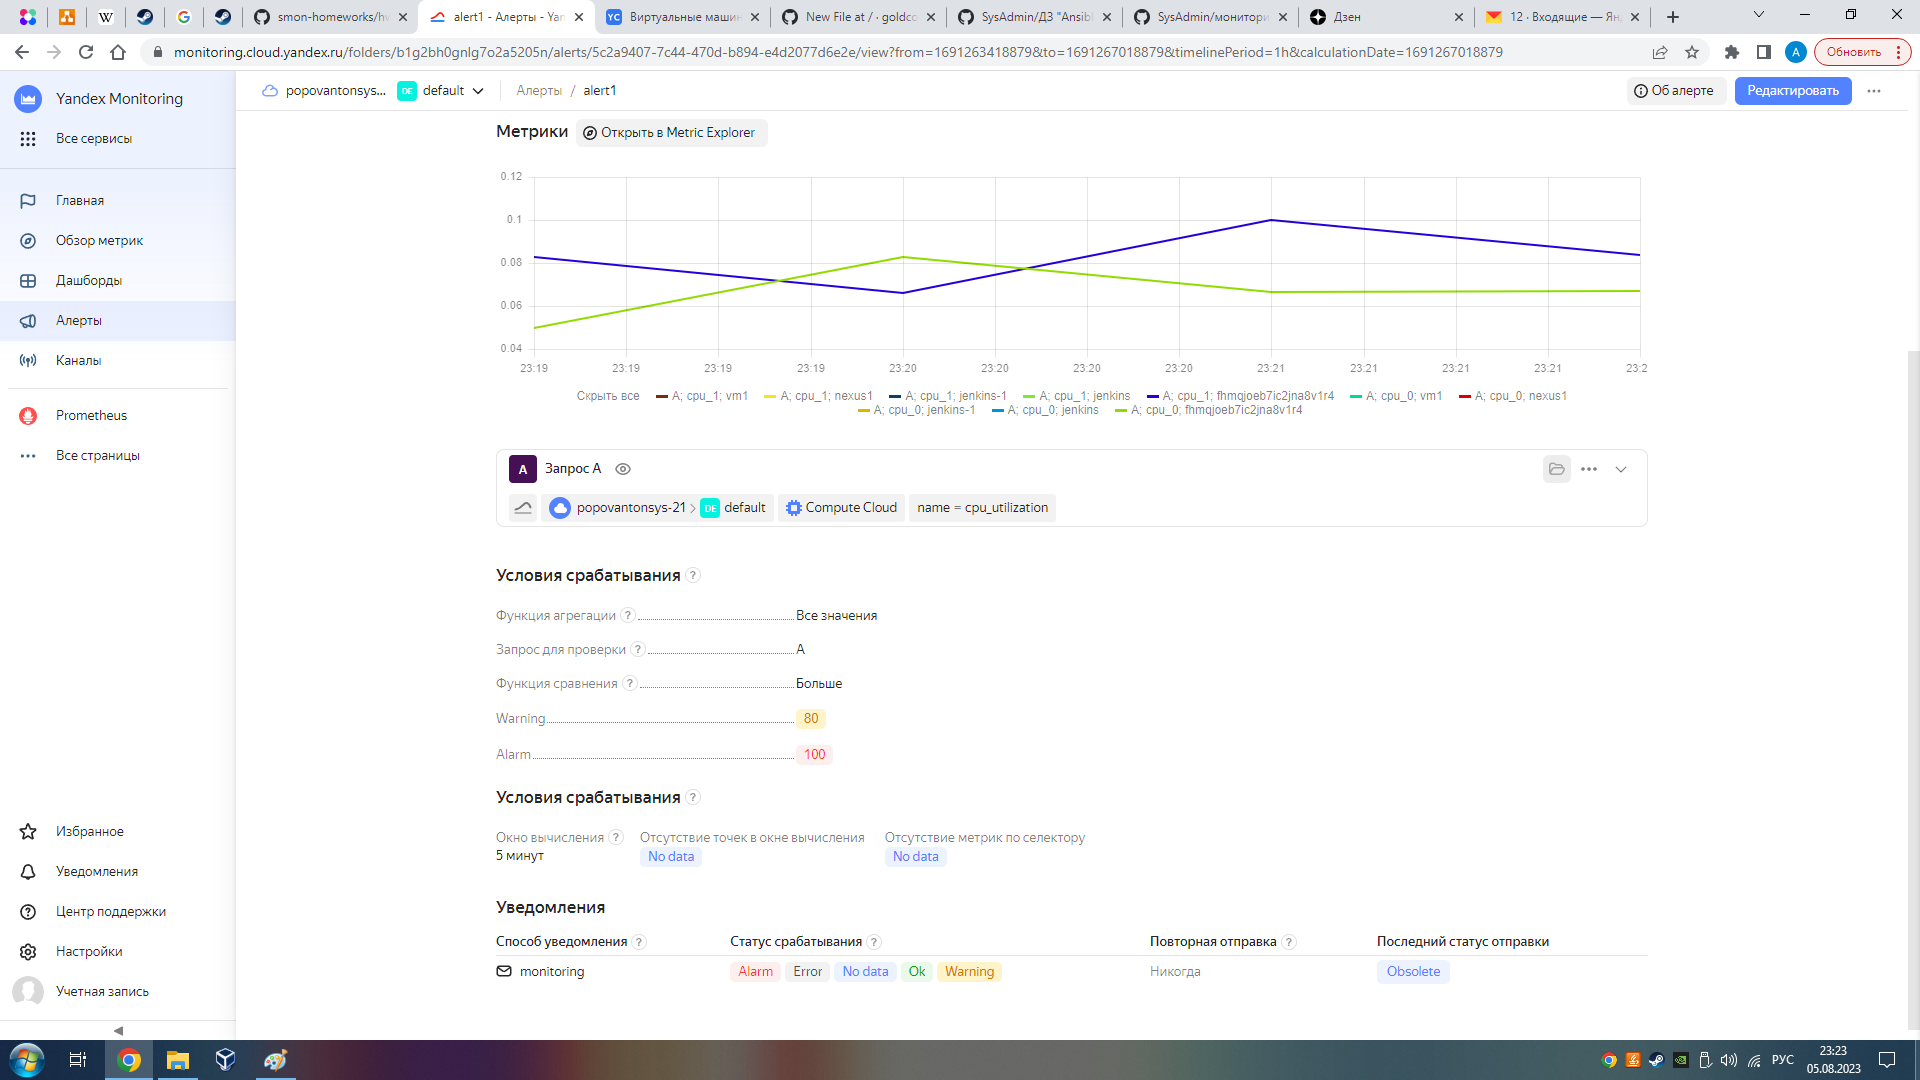 smon-homeworks/hw
alert1 - Алерты - Yan
Виртуальные машин
New File at / · goldco
SysAdmin/ДЗ "Ansibl
SysAdmin/монитори
Дзен
12 · Входящие — Ян
monitoring.cloud.yandex.ru/folders/b1g2bh0gnlg7o2a5205n/alerts/5c2a9407-7c44-470d-b894-e4d2077d6e2e/view?from=1691263418879&to=1691267018879&timelinePeriod=1h&calculationDate=1691267018879
A
Обновить
Yandex Monitoring
Все сервисы
Главная
Обзор метрик
Дашборды
Алерты
Каналы
Prometheus
Все страницы
Избранное
Уведомления
Центр поддержки
Настройки
Учетная запись
popovantonsys... DE default Алерты / alert1
Об алерте Редактировать
Метрики Открыть в Metric Explorer
0.12
0.1
0.08
0.06
0.04
23:19 23:19 23:19 23:19 23:20 23:20 23:20 23:20 23:21 23:21 23:21 23:21 23:2
Скрыть все A; cpu_1; vm1 A; cpu_1; nexus1 A; cpu_1; jenkins-1 A; cpu_1; jenkins A; cpu_1; fhmqjoeb7ic2jna8v1r4 A; cpu_0; vm1 A; cpu_0; nexus1
A; cpu_0; jenkins-1 A; cpu_0; jenkins A; cpu_0; fhmqjoeb7ic2jna8v1r4
A Запрос A
popovantonsys-21 DE default Compute Cloud name = cpu_utilization
Условия срабатывания ?
Функция агрегации ? Все значения
Запрос для проверки ? A
Функция сравнения ? Больше
Warning 80
Alarm 100
Условия срабатывания ?
Окно вычисления ? Отсутствие точек в окне вычисления Отсутствие метрик по селектору
5 минут No data No data
Уведомления
Способ уведомления ? Статус срабатывания ? Повторная отправка ? Последний статус отправки
monitoring Alarm Error No data Ok Warning Никогда Obsolete
РУС
23:23
05.08.2023